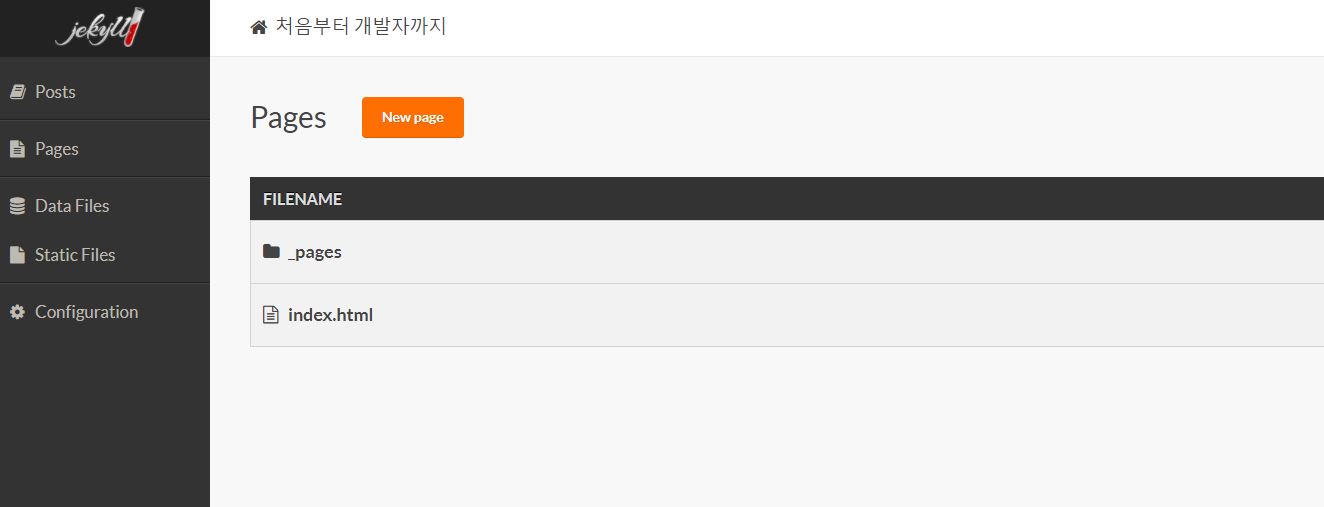 jekyll
처음부터 개발자까지
Posts
Pages
Data Files
Static Files
Configuration
Pages
New page
FILENAME
_pages
index.html